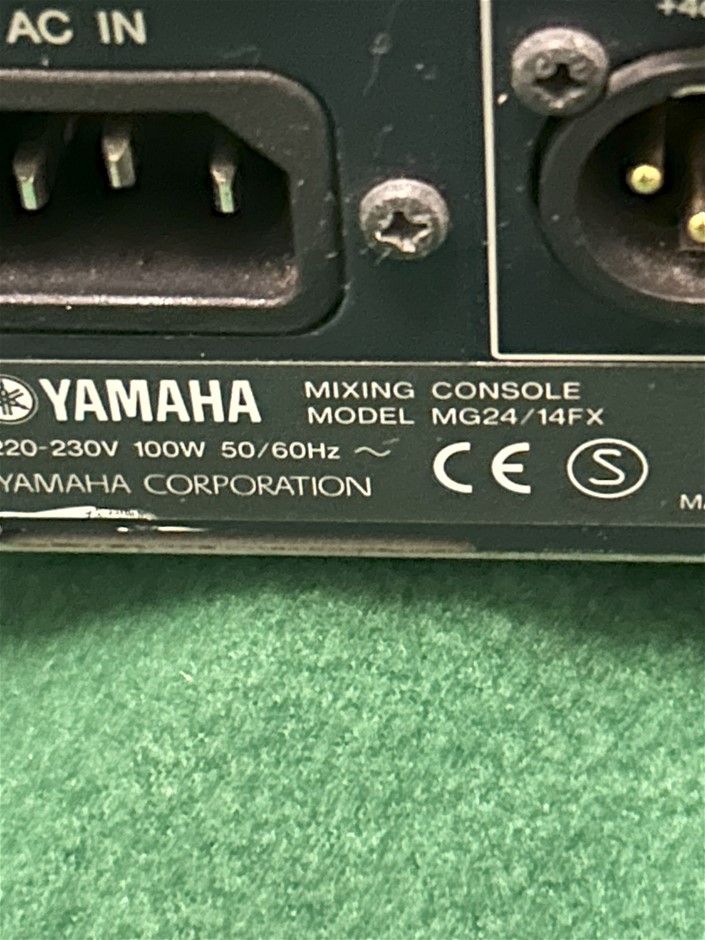 AC IN
YAMAHA
MIXING CONSOLE
MODEL MG24/14FX
220-230V 100W 50/60Hz ~
YAMAHA CORPORATION
CE S